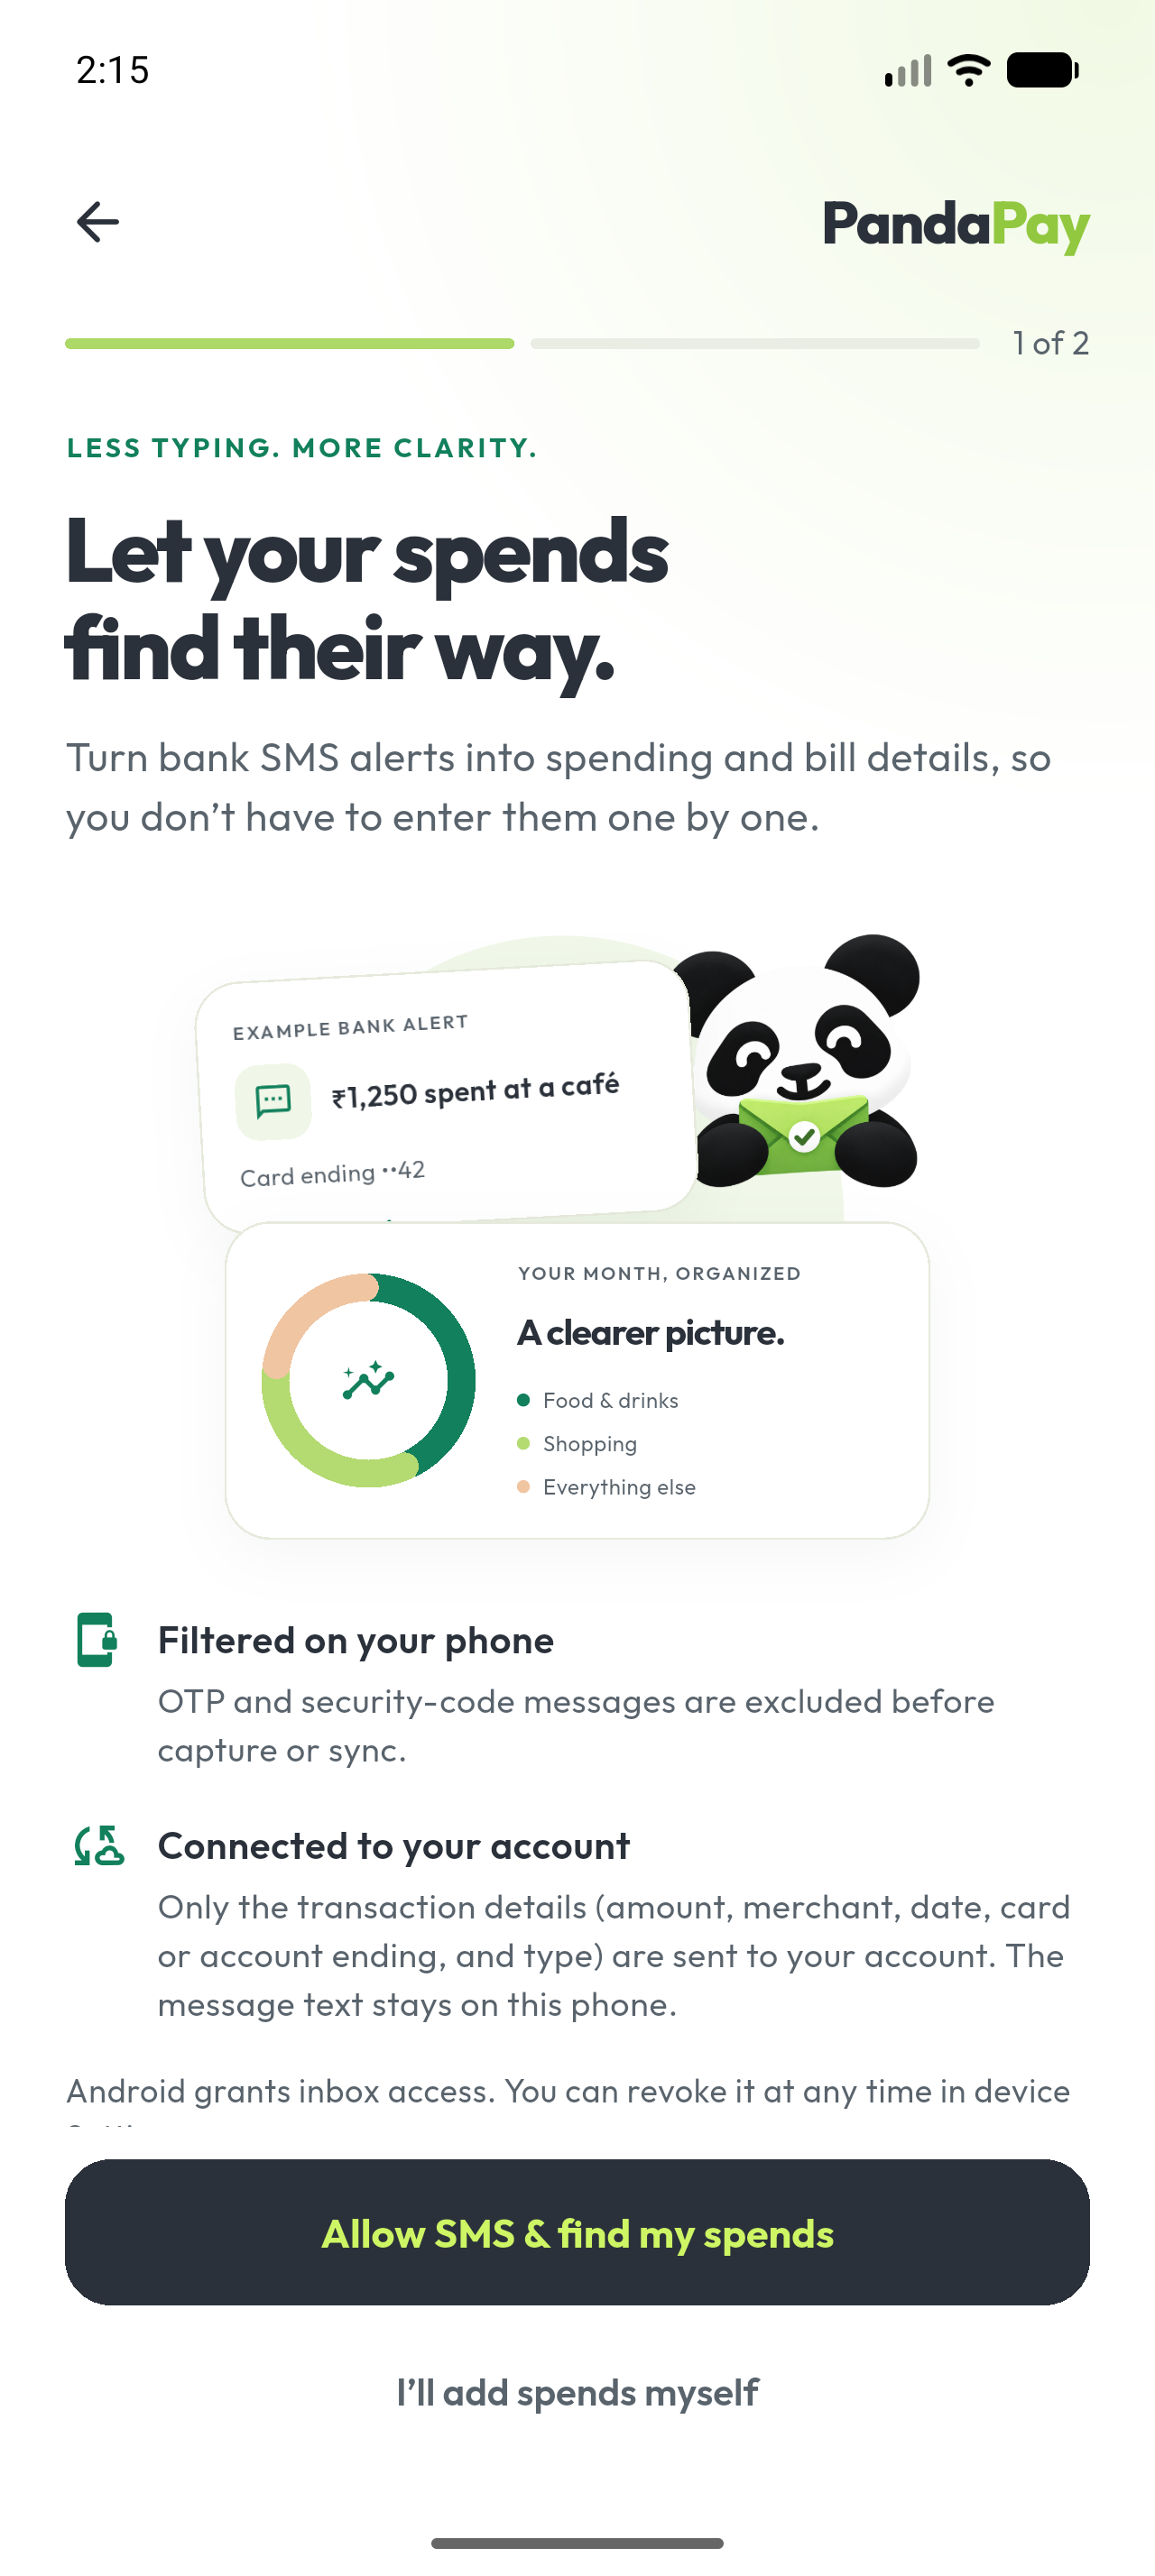 2:15
PandaPay
1 of 2
LESS TYPING. MORE CLARITY.
Let your spends
find their way.
Turn bank SMS alerts into spending and bill details, so
you don’t have to enter them one by one.
EXAMPLE BANK ALERT
₹1,250 spent at a café
Card ending ··42
YOUR MONTH, ORGANIZED
A clearer picture.
Food & drinks
Shopping
Everything else
Filtered on your phone
OTP and security-code messages are excluded before
capture or sync.
Connected to your account
Only the transaction details (amount, merchant, date, card
or account ending, and type) are sent to your account. The
message text stays on this phone.
Android grants inbox access. You can revoke it at any time in device
Allow SMS & find my spends
I’ll add spends myself